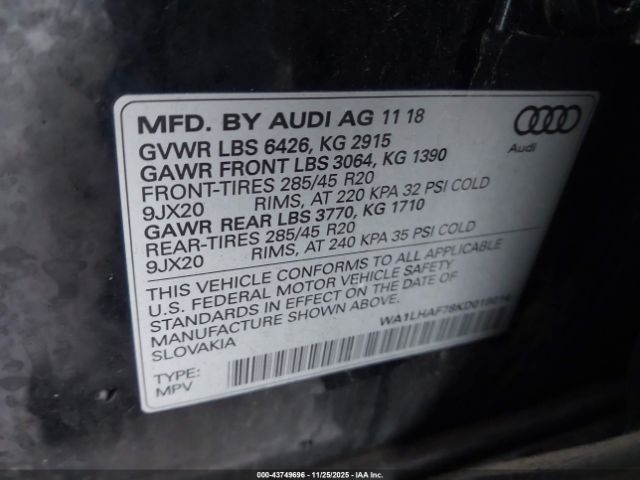 MFD. BY AUDI AG 11 18
GVWR LBS 6426, KG 2915
GAWR FRONT LBS 3064, KG 1390
FRONT-TIRES 285/45 R20
9JX20 RIMS, AT 220 KPA 32 PSI COLD
GAWR REAR LBS 3770, KG 1710
REAR-TIRES 285/45 R20
9JX20 RIMS, AT 240 KPA 35 PSI COLD
THIS VEHICLE CONFORMS TO ALL APPLICABLE
U.S. FEDERAL MOTOR VEHICLE SAFETY
STANDARDS IN EFFECT ON THE DATE OF
MANUFACTURE SHOWN ABOVE.
SLOVAKIA
TYPE:
MPV
Audi
000-43749696 - 11/25/2025 - IAA Inc.